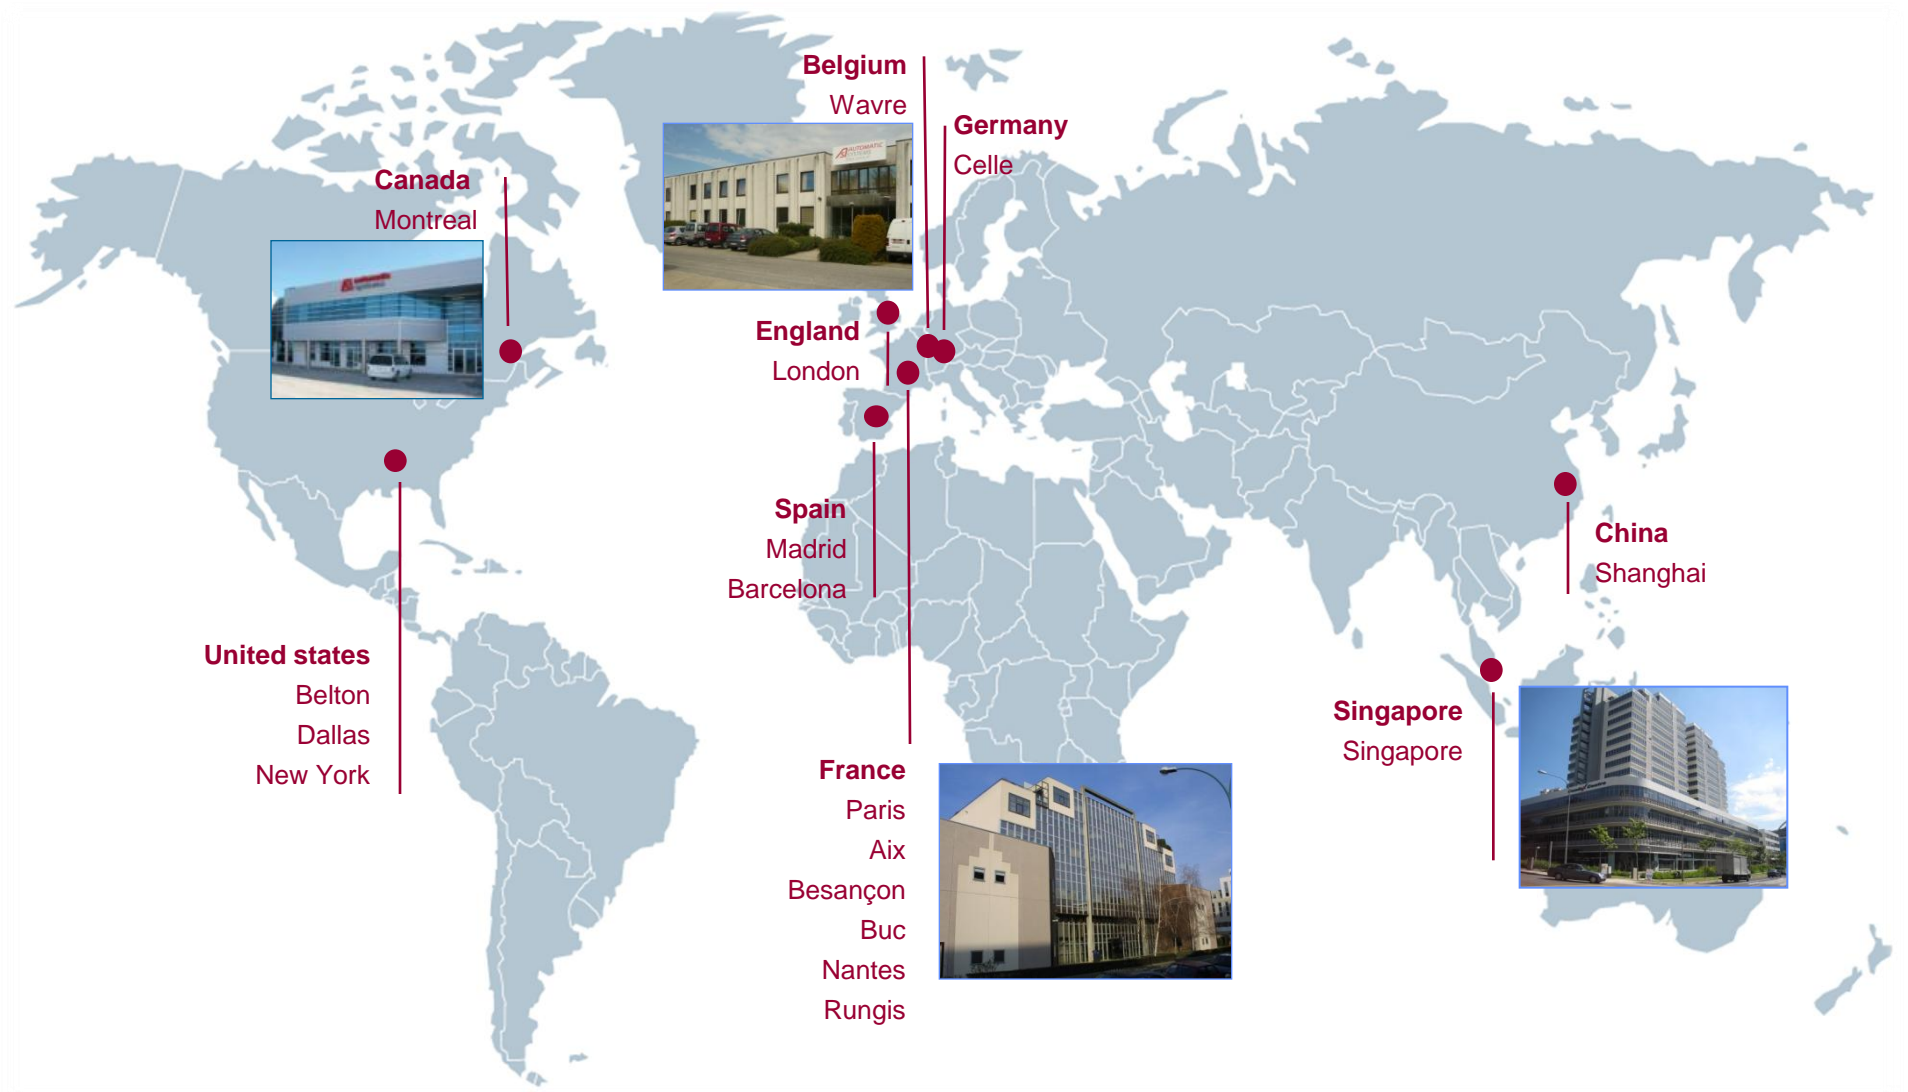 Belgium
Wavre
Germany
Celle
Canada
Montreal
AUTOMATIC
England
London
Spain
Madrid
Barcelona
China
Shanghai
United states
Belton
Dallas
New York
Singapore
Singapore
France
Paris
Aix
Besançon
Buc
Nantes
Rungis